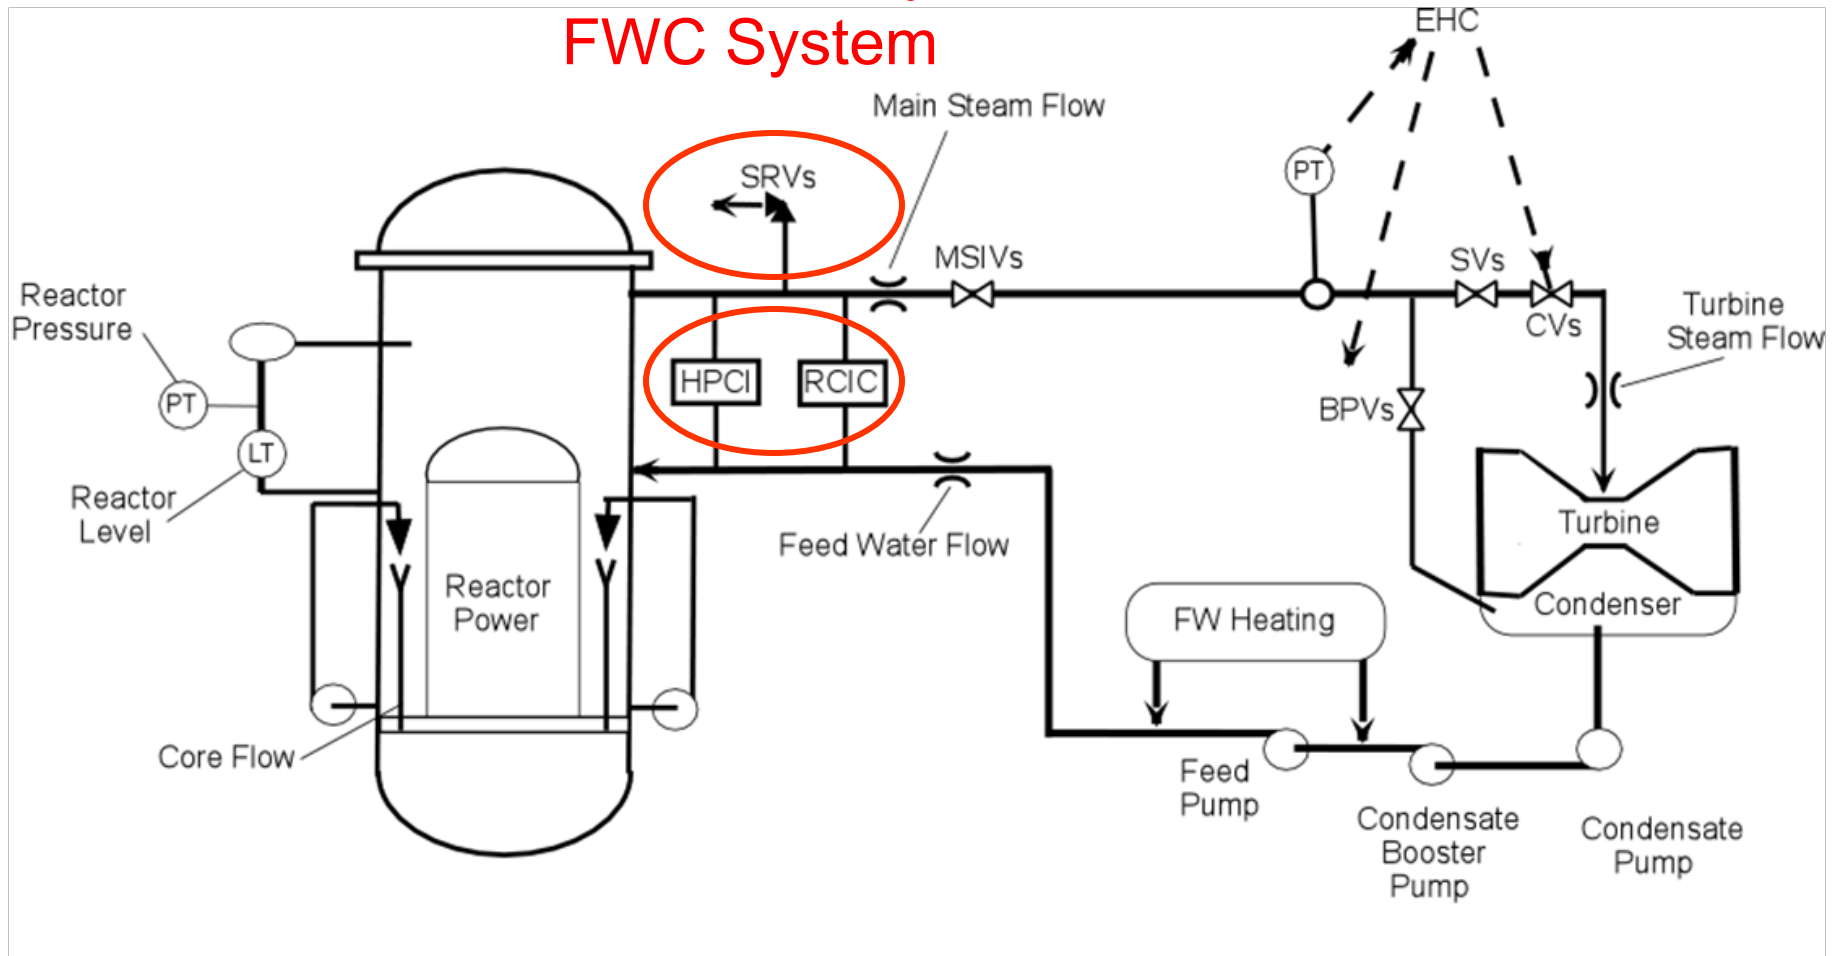 FWC System
EHC
Main Steam Flow
SRVs
PT
MSIVs
SVs
CVs
Reactor
Pressure
Turbine
Steam Flow
HPCI
RCIC
PT
BPVs
LT
Reactor
Level
Feed Water Flow
Turbine
Reactor
Power
Condenser
FW Heating
Core Flow
Feed
Pump
Condensate
Booster
Pump
Condensate
Pump